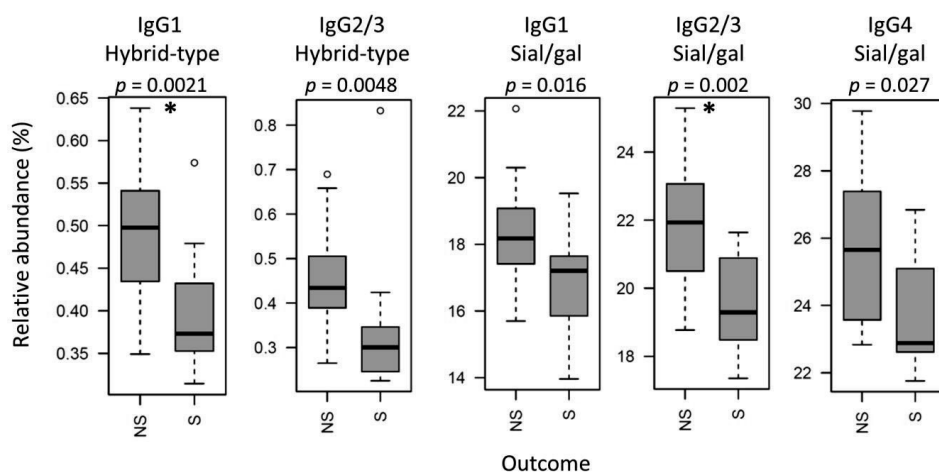 IgG1
Hybrid-type
p = 0.0021
*
IgG2/3
Hybrid-type
p = 0.0048
IgG1
Sial/gal
p = 0.016
IgG2/3
Sial/gal
p = 0.002
*
IgG4
Sial/gal
p = 0.027
Relative abundance (%)
0.65
0.60
0.55
0.50
0.45
0.40
0.35
NS
S
0.8
0.7
0.6
0.5
0.4
0.3
NS
S
22
20
18
16
14
NS
S
24
22
20
18
NS
S
30
28
26
24
22
NS
S
Outcome